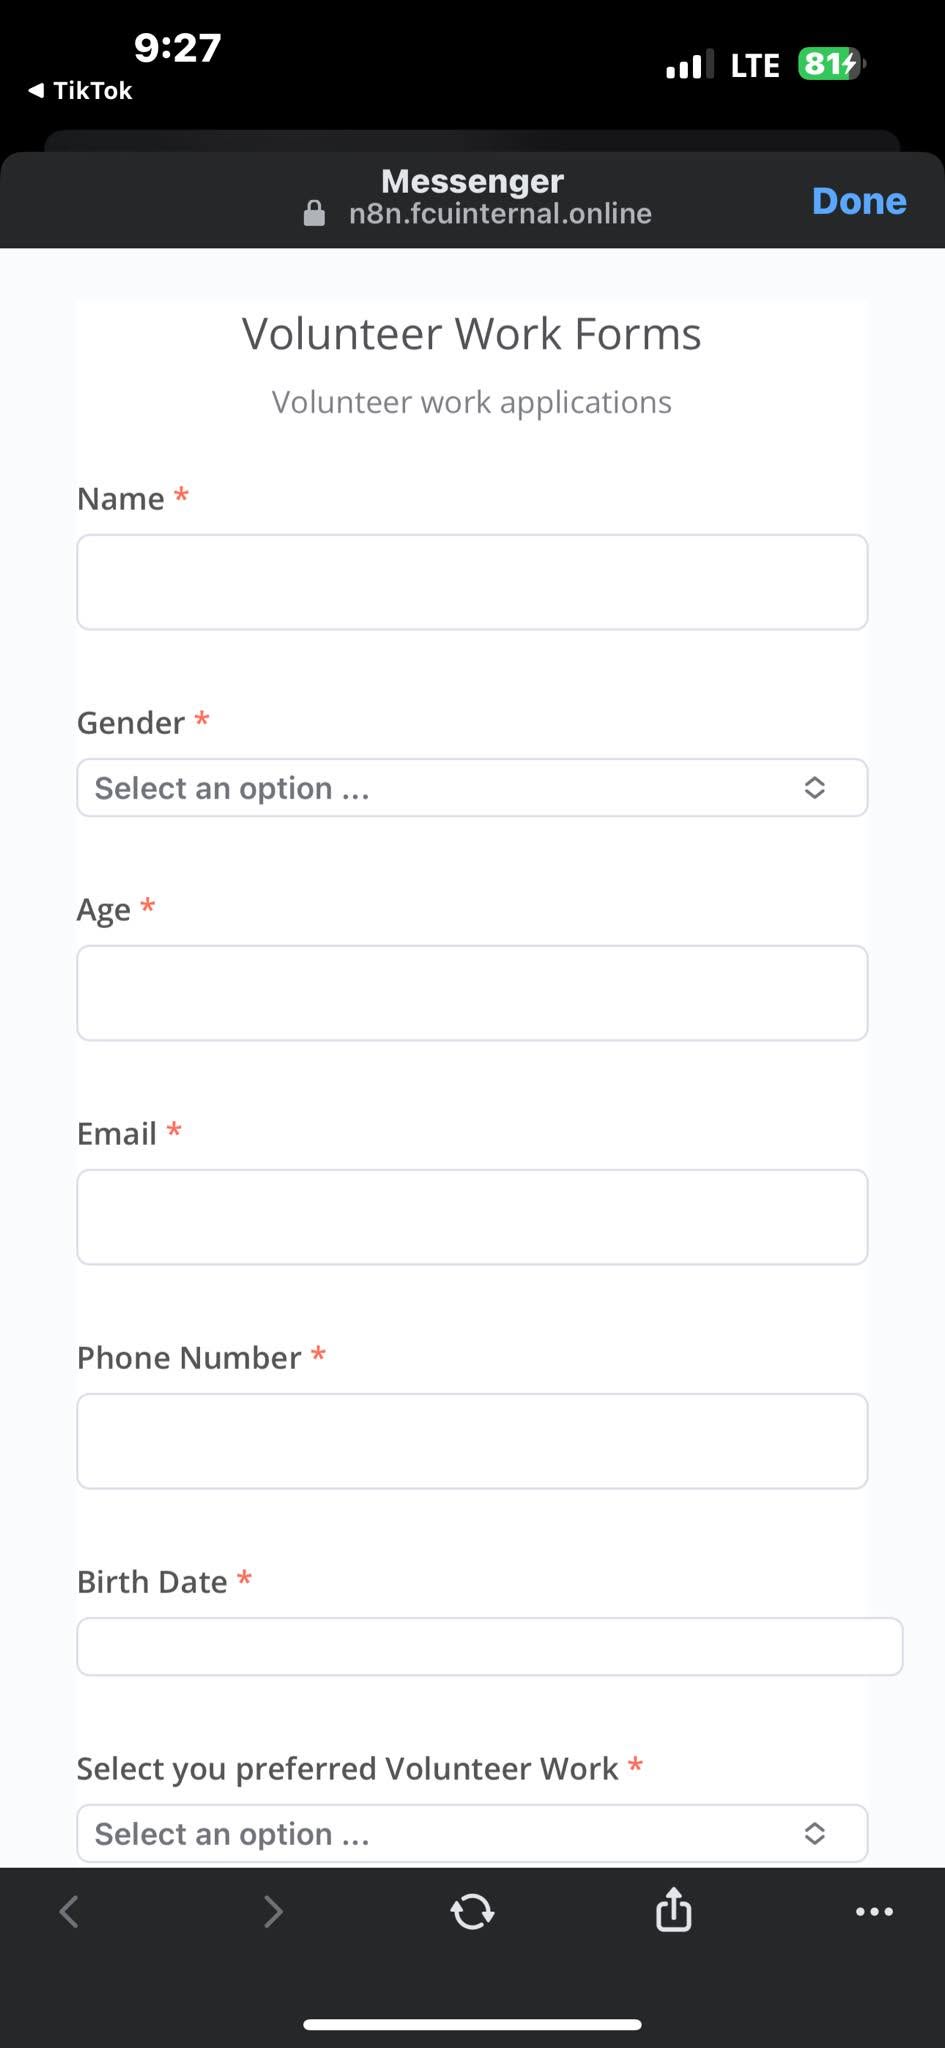 9:27
LTE 81
◀ TikTok
Messenger
n8n.fcuinternal.online
Done
Volunteer Work Forms
Volunteer work applications
Name *
Gender *
Select an option ...
Age *
Email *
Phone Number *
Birth Date *
Select you preferred Volunteer Work *
Select an option ...